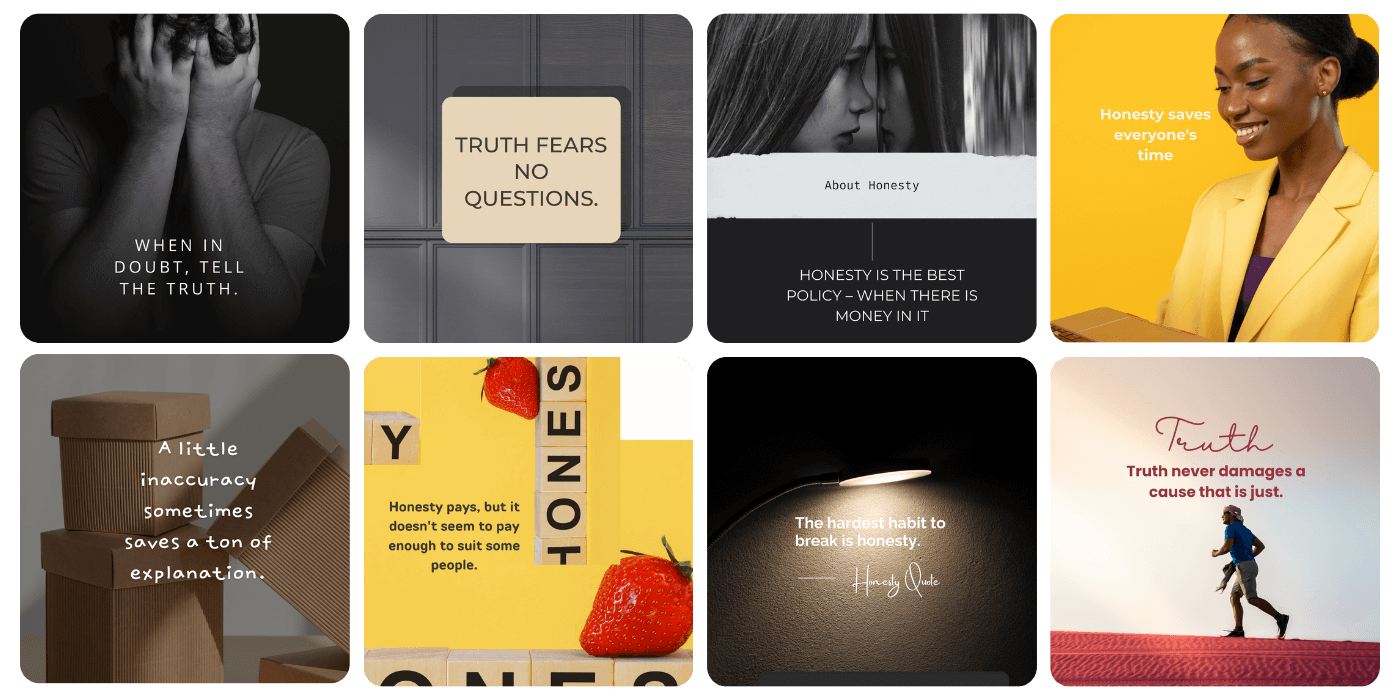 WHEN IN
DOUBT, TELL
THE TRUTH.
TRUTH FEARS
NO
QUESTIONS.
About Honesty
HONESTY IS THE BEST
POLICY – WHEN THERE IS
MONEY IN IT
Honesty saves
everyone's
time
A little
inaccuracy
sometimes
saves a ton of
explanation.
Y
HONES
Honesty pays, but it
doesn't seem to pay
enough to suit some
people.
ONES
The hardest habit to
break is honesty.
Honesty Quote
Truth
Truth never damages a
cause that is just.